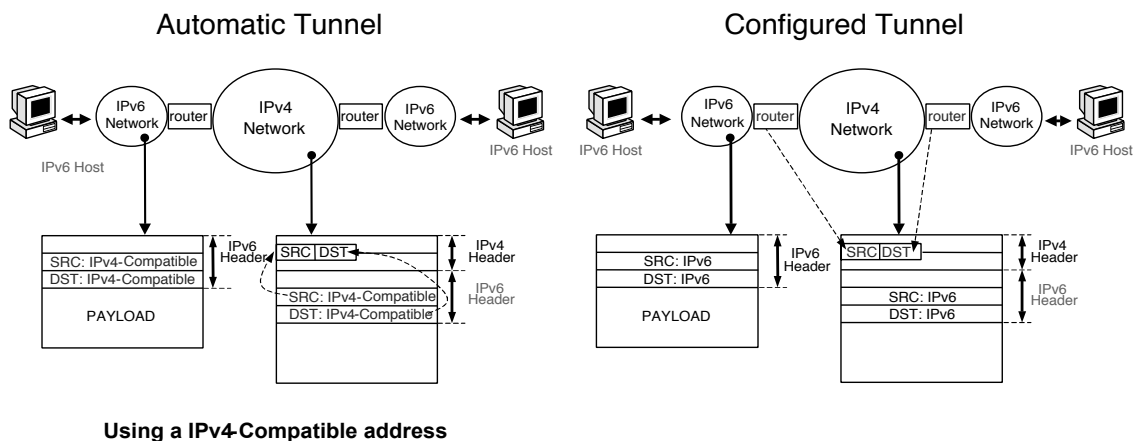 Automatic Tunnel
IPv6
Network
router
IPv4
Network
router
IPv6
Network
IPv6 Host
IPv6 Host
IPv6
Header
SRC: IPv4-Compatible
DST: IPv4-Compatible
PAYLOAD
SRC DST
IPv4
Header
SRC: IPv4-Compatible
DST: IPv4-Compatible
IPv6
Header
Using a IPv4-Compatible address
Configured Tunnel
IPv6
Network
router
IPv4
Network
router
IPv6
Network
IPv6 Host
IPv6 Host
IPv6
Header
SRC: IPv6
DST: IPv6
PAYLOAD
SRC DST
IPv4
Header
SRC: IPv6
DST: IPv6
IPv6
Header